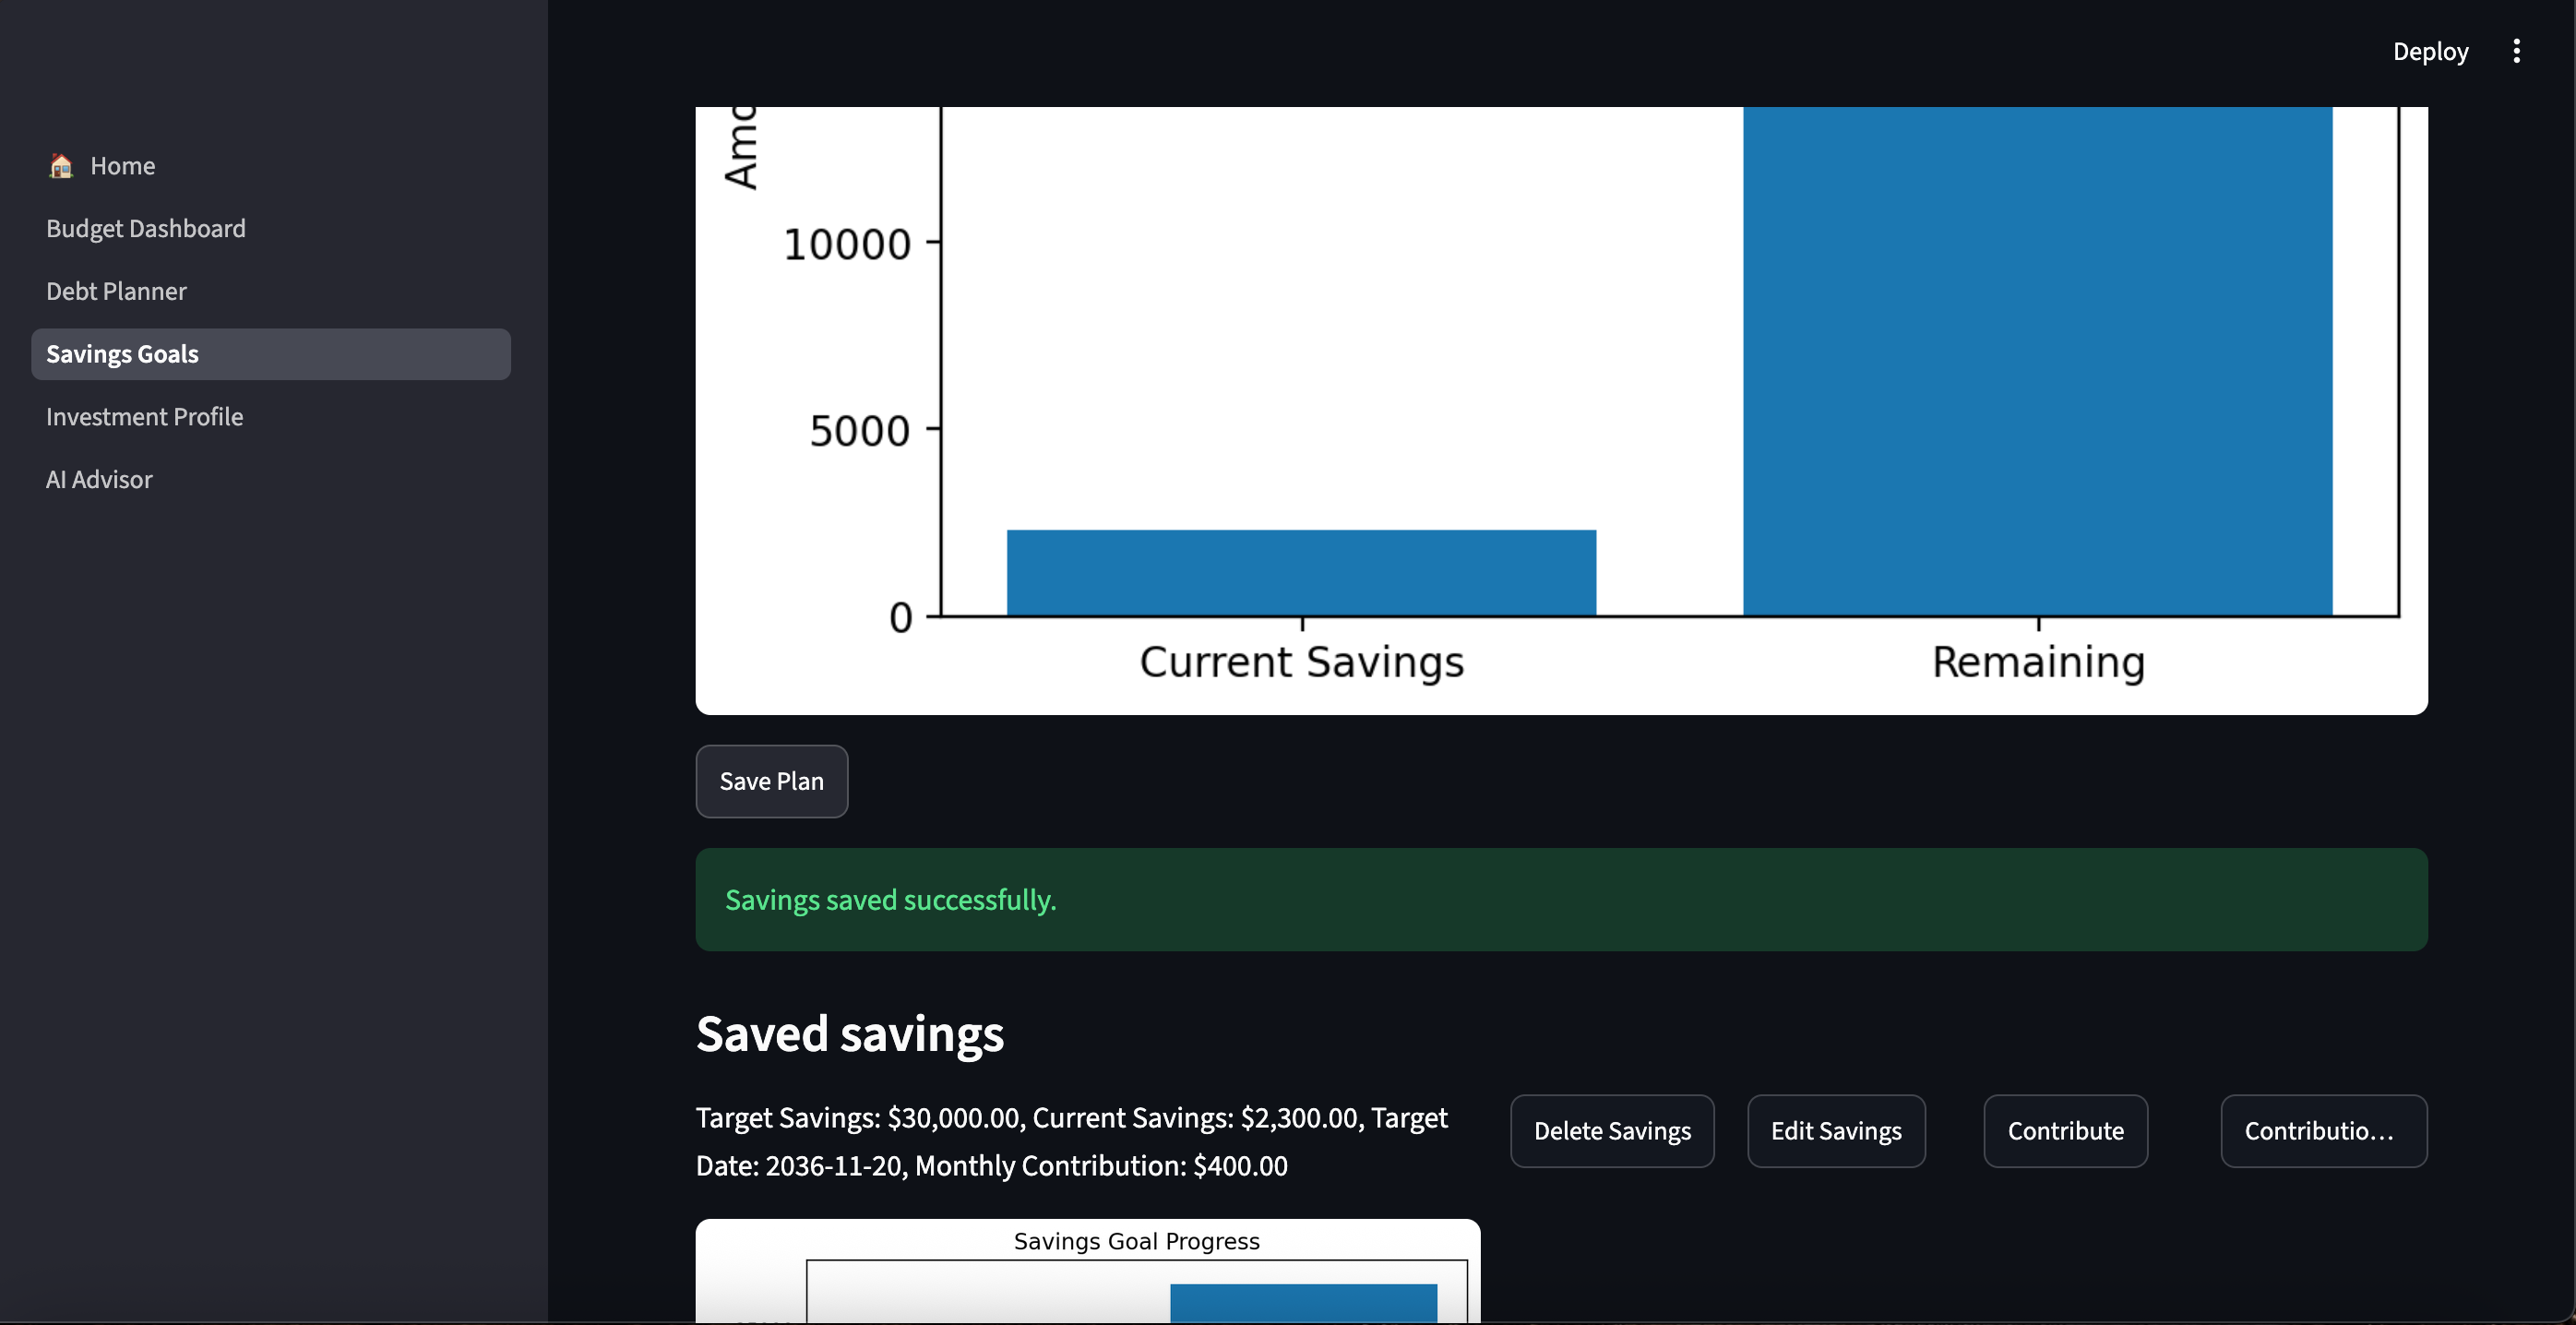 Deploy
Home
Budget Dashboard
Debt Planner
Savings Goals
Investment Profile
AI Advisor
10000
5000
0
Current Savings
Remaining
Save Plan
Savings saved successfully.
Saved savings
Target Savings: $30,000.00, Current Savings: $2,300.00, Target
Date: 2036-11-20, Monthly Contribution: $400.00
Delete Savings
Edit Savings
Contribute
Contributio...
Savings Goal Progress